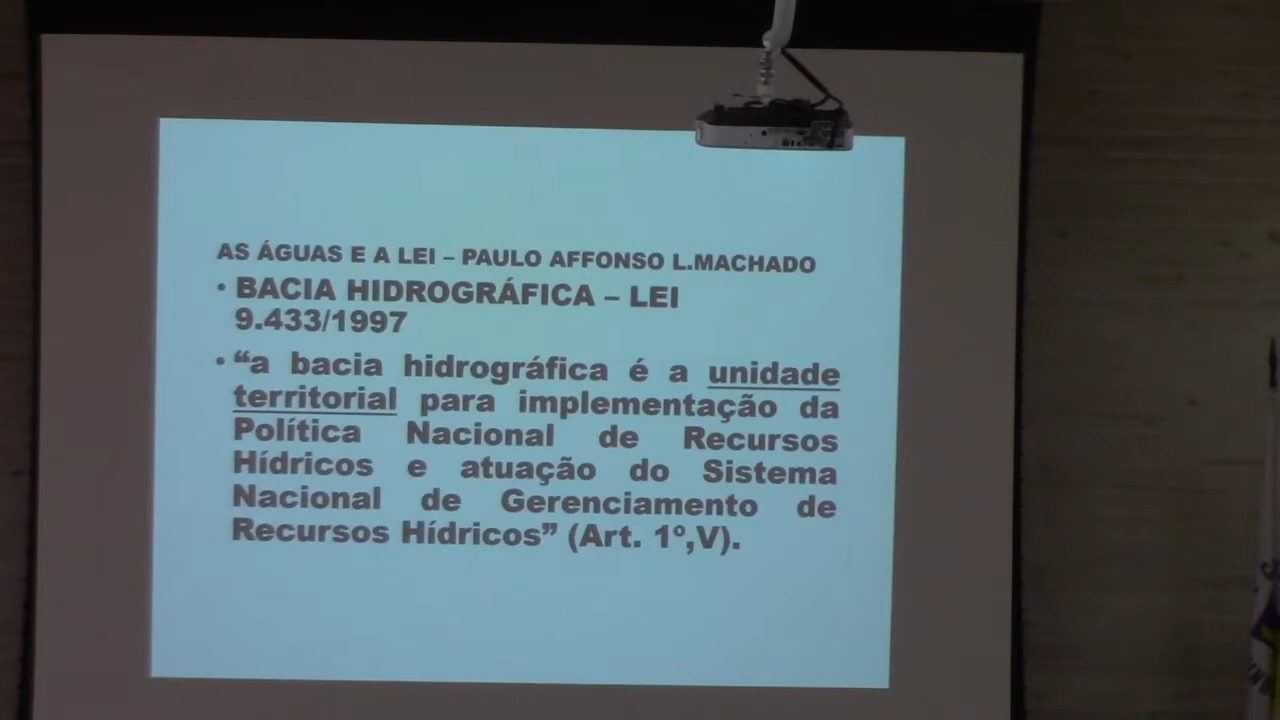 AS ÁGUAS E A LEI – PAULO AFFONSO L.MACHADO
• BACIA HIDROGRÁFICA – LEI
9.433/1997
• “a bacia hidrográfica é a unidade
territorial para implementação da
Política Nacional de Recursos
Hídricos e atuação do Sistema
Nacional de Gerenciamento de
Recursos Hídricos” (Art. 1º,V).